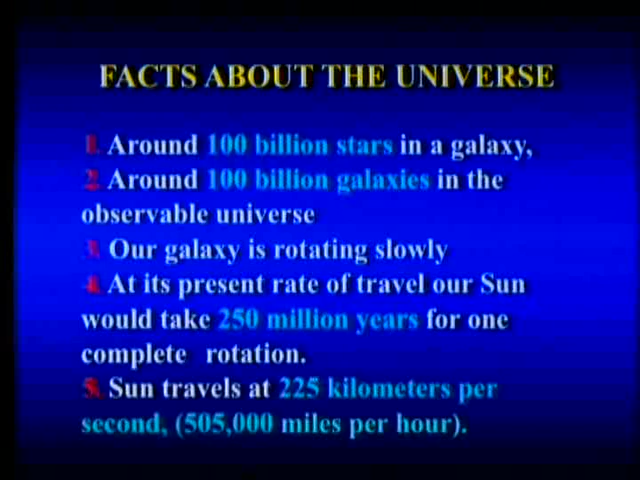 FACTS ABOUT THE UNIVERSE
1. Around 100 billion stars in a galaxy,
2. Around 100 billion galaxies in the
observable universe
3. Our galaxy is rotating slowly
4. At its present rate of travel our Sun
would take 250 million years for one
complete rotation.
5. Sun travels at 225 kilometers per
second, (505,000 miles per hour).